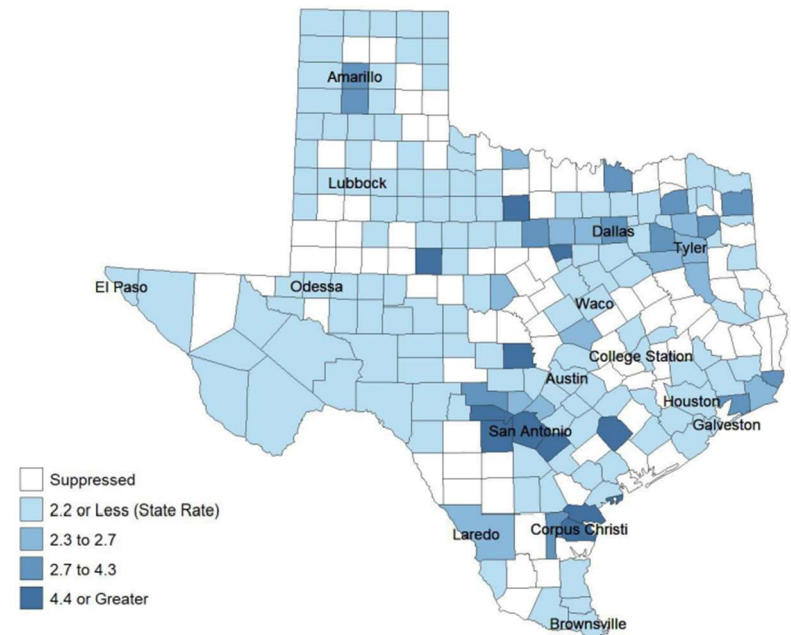 Amarillo
Lubbock
Dallas
Tyler
El Paso
Odessa
Waco
College Station
Austin
Houston
Galveston
San Antonio
Suppressed
2.2 or Less (State Rate)
2.3 to 2.7
2.7 to 4.3
4.4 or Greater
Laredo
Corpus Christi
Brownsville